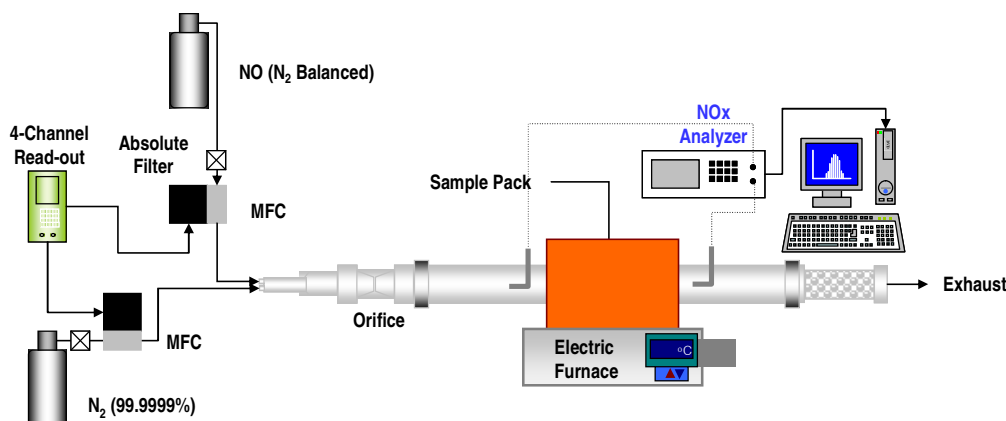 NO (N₂ Balanced)
4-Channel
Read-out
Absolute
Filter
NOx
Analyzer
Sample Pack
MFC
Exhaust
Orifice
MFC
Electric
Furnace
ºC
N₂ (99.9999%)